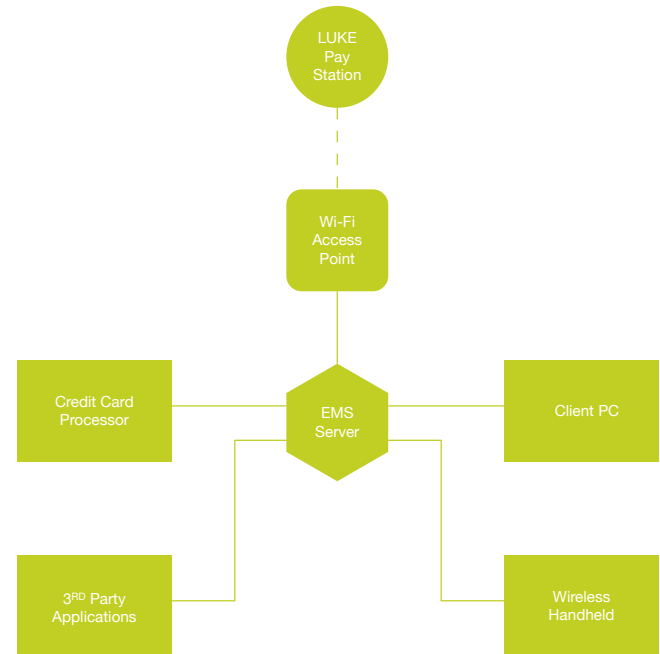 LUKE
Pay
Station
Wi-Fi
Access
Point
Credit Card
Processor
EMS
Server
Client PC
3RD Party
Applications
Wireless
Handheld